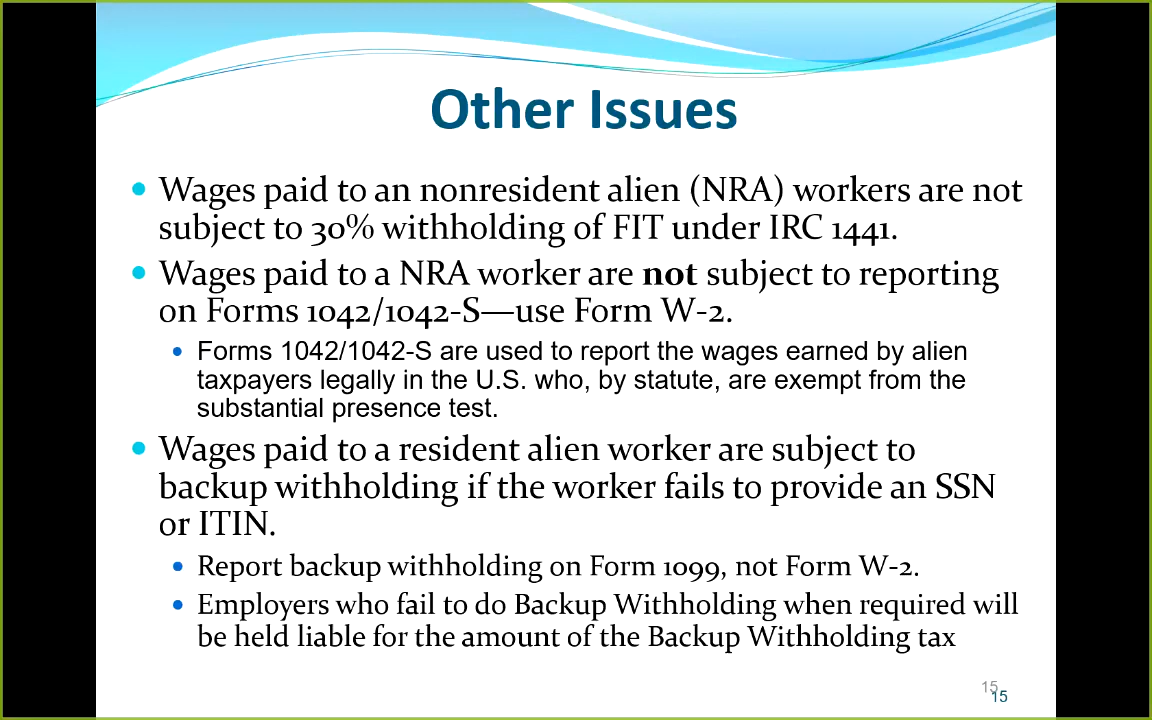 Other Issues
• Wages paid to an nonresident alien (NRA) workers are not
subject to 30% withholding of FIT under IRC 1441.
• Wages paid to a NRA worker are not subject to reporting
on Forms 1042/1042-S—use Form W-2.
• Forms 1042/1042-S are used to report the wages earned by alien
taxpayers legally in the U.S. who, by statute, are exempt from the
substantial presence test.
• Wages paid to a resident alien worker are subject to
backup withholding if the worker fails to provide an SSN
or ITIN.
• Report backup withholding on Form 1099, not Form W-2.
• Employers who fail to do Backup Withholding when required will
be held liable for the amount of the Backup Withholding tax
15
15